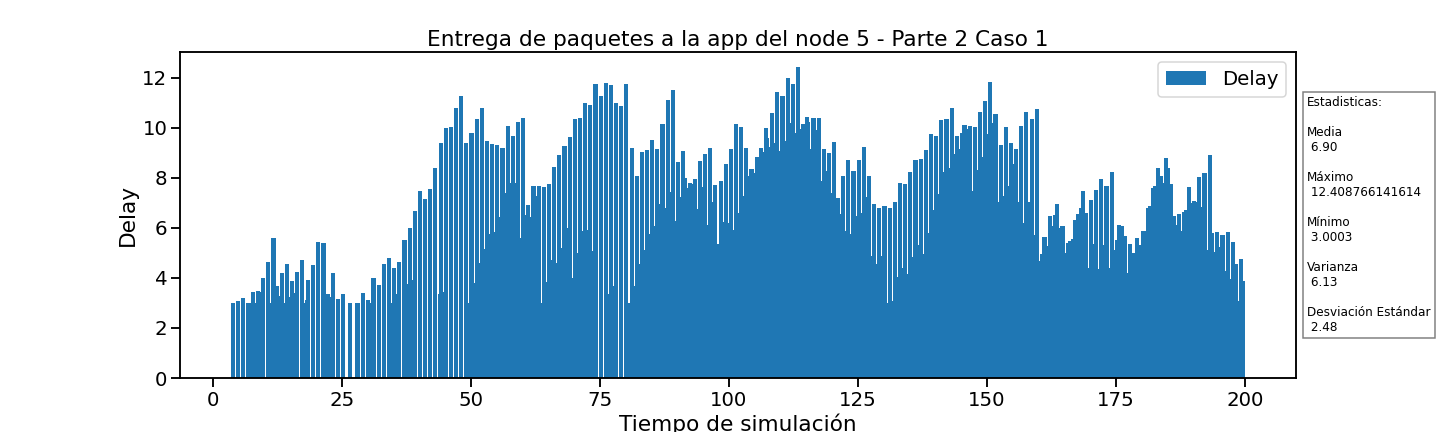 Entrega de paquetes a la app del node 5 - Parte 2 Caso 1
12
10
8
6
4
2
0
Delay
Delay
Estadisticas:
Media
6.90
Máximo
12.408766141614
Mínimo
3.0003
Varianza
6.13
Desviación Estándar
2.48
0 25 50 75 100 125 150 175 200
Tiempo de simulación